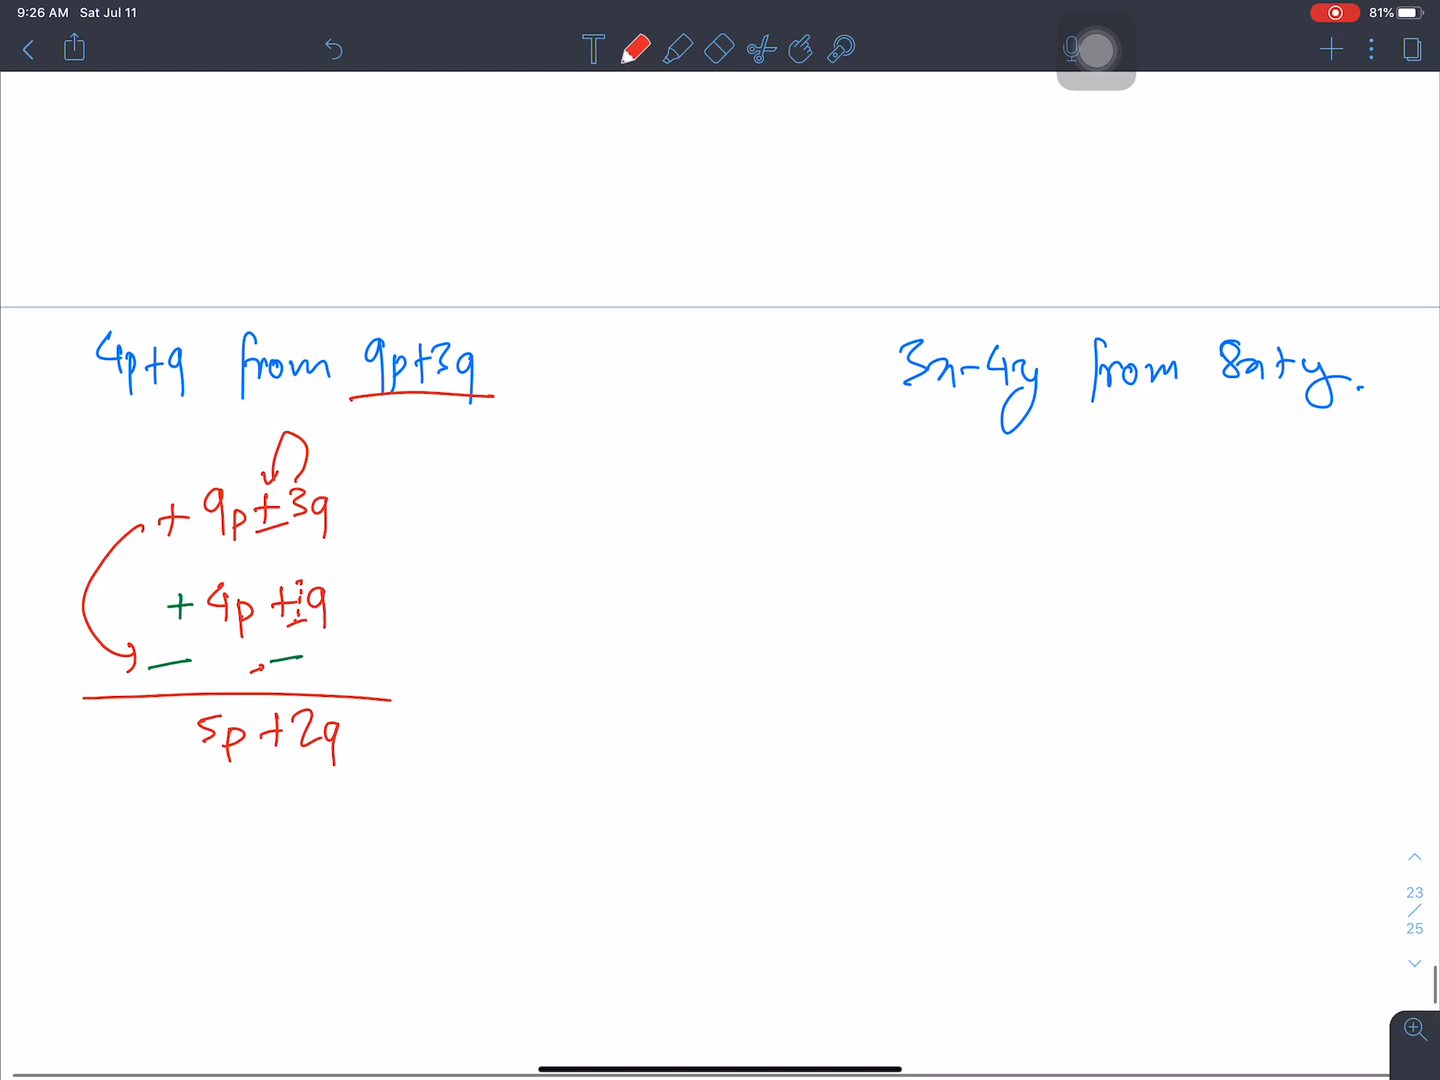 9:26 AM Sat Jul 11
81%
T
4p+q from 9p+3q
3x-4y from 8x+y.
+ 9p+3q
+ 4p +1q
— —
5p+2q
23
/
25